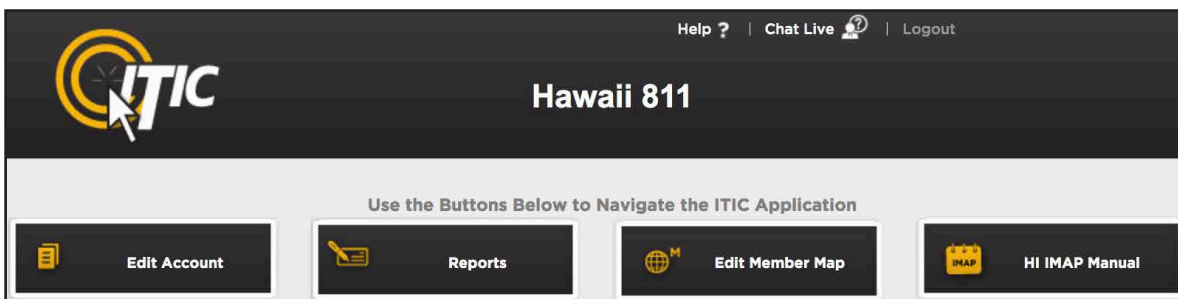 Help ? | Chat Live | Logout
ITIC
Hawaii 811
Use the Buttons Below to Navigate the ITIC Application
Edit Account
Reports
M
Edit Member Map
IMAP
HI IMAP Manual